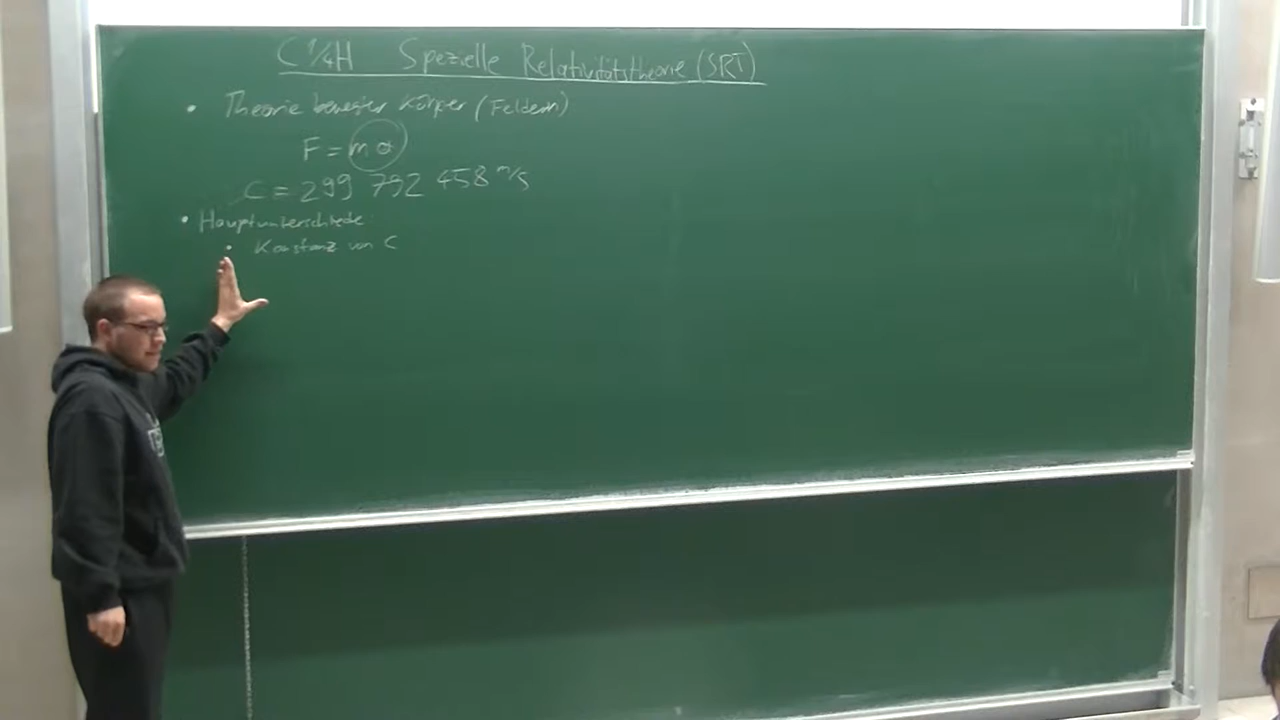 C¼H Spezielle Relativitätstheorie (SRT)
• Theorie bewegter Körper (Feldern)
F = m a
C = 299 792 458 m/s
• Hauptunterschiede
• Konstanz von C